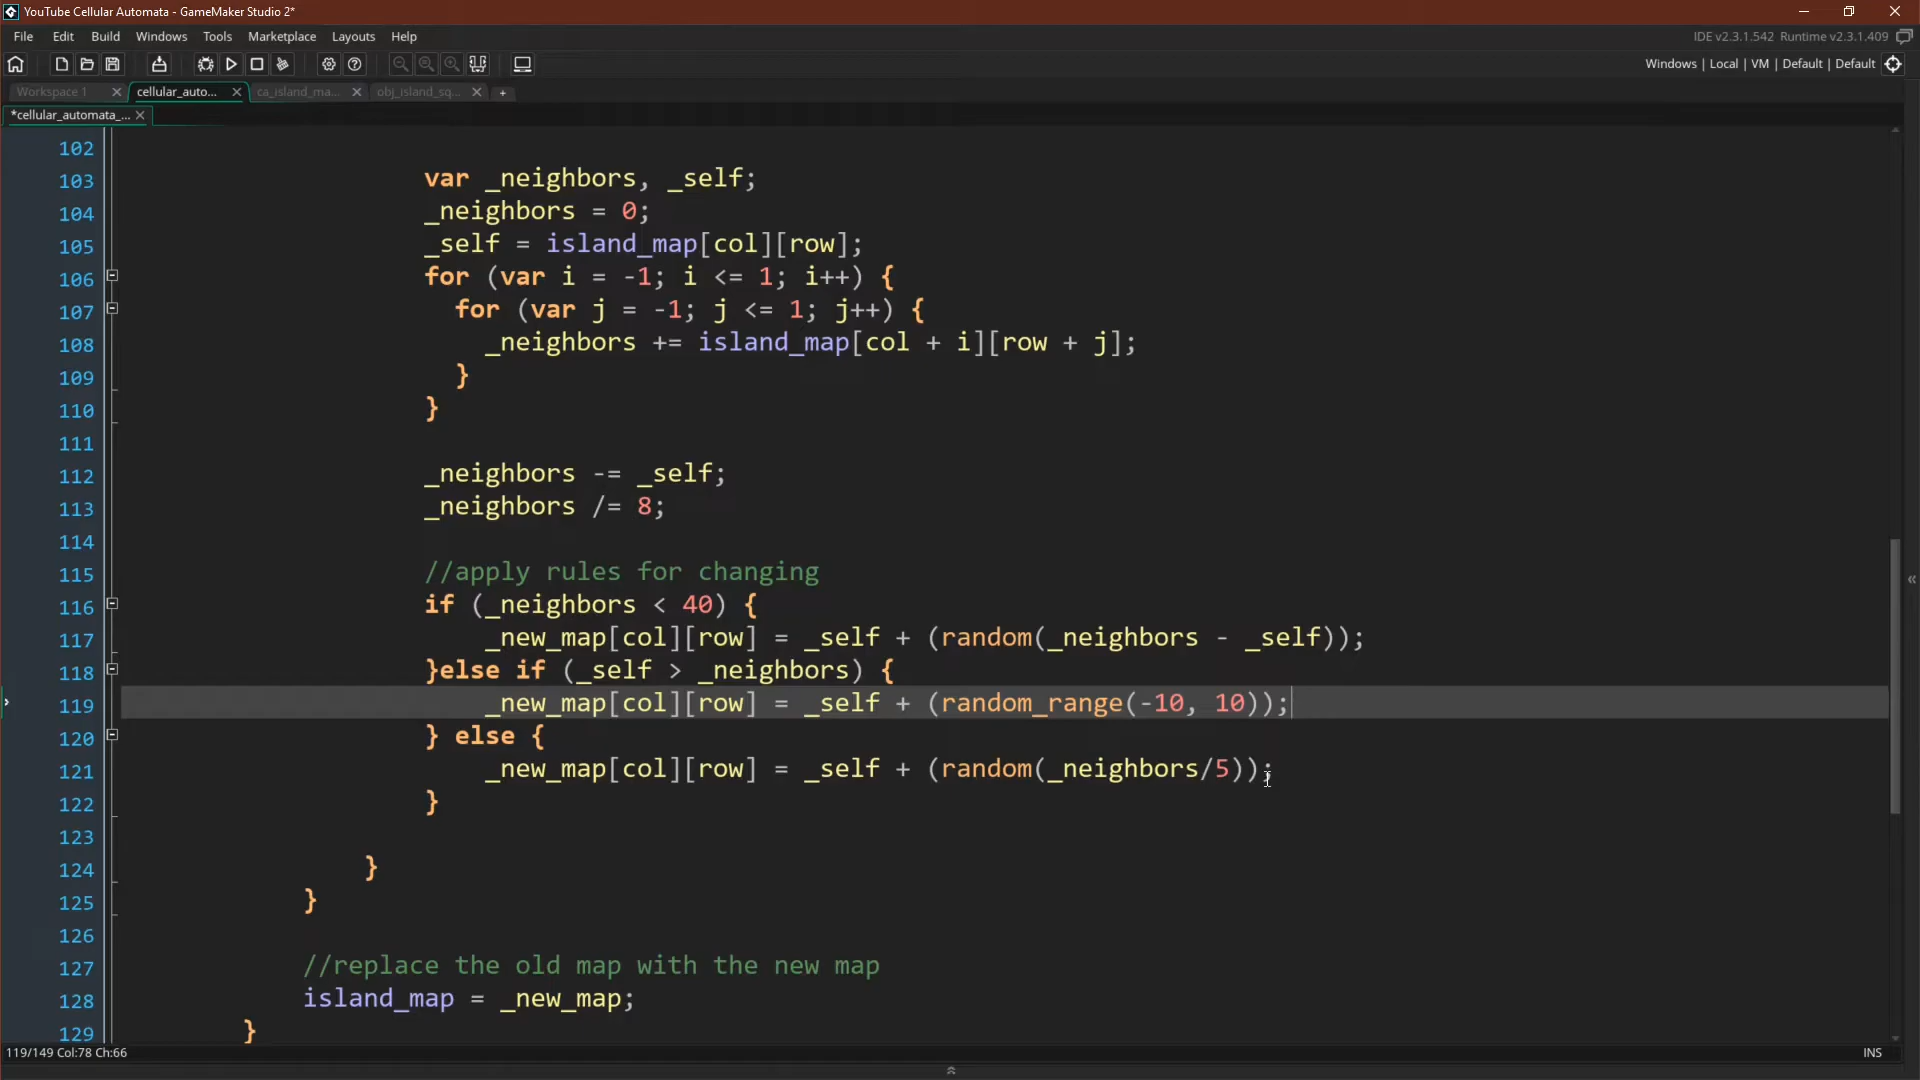 YouTube Cellular Automata - GameMaker Studio 2*
File Edit Build Windows Tools Marketplace Layouts Help
IDE v2.3.1.542 Runtime v2.3.1.409
Windows | Local | VM | Default | Default
Workspace 1 cellular_auto... ca_island_ma... obj_island_sq... +
*cellular_automata_...
102
103 var _neighbors, _self;
104 _neighbors = 0;
105 _self = island_map[col][row];
106 for (var i = -1; i <= 1; i++) {
107 for (var j = -1; j <= 1; j++) {
108 _neighbors += island_map[col + i][row + j];
109 }
110 }
111
112 _neighbors -= _self;
113 _neighbors /= 8;
114
115 //apply rules for changing
116 if (_neighbors < 40) {
117 _new_map[col][row] = _self + (random(_neighbors - _self));
118 }else if (_self > _neighbors) {
119 _new_map[col][row] = _self + (random_range(-10, 10));
120 } else {
121 _new_map[col][row] = _self + (random(_neighbors/5));
122 }
123
124 }
125 }
126
127 //replace the old map with the new map
128 island_map = _new_map;
129 }
119/149 Col:78 Ch:66
INS